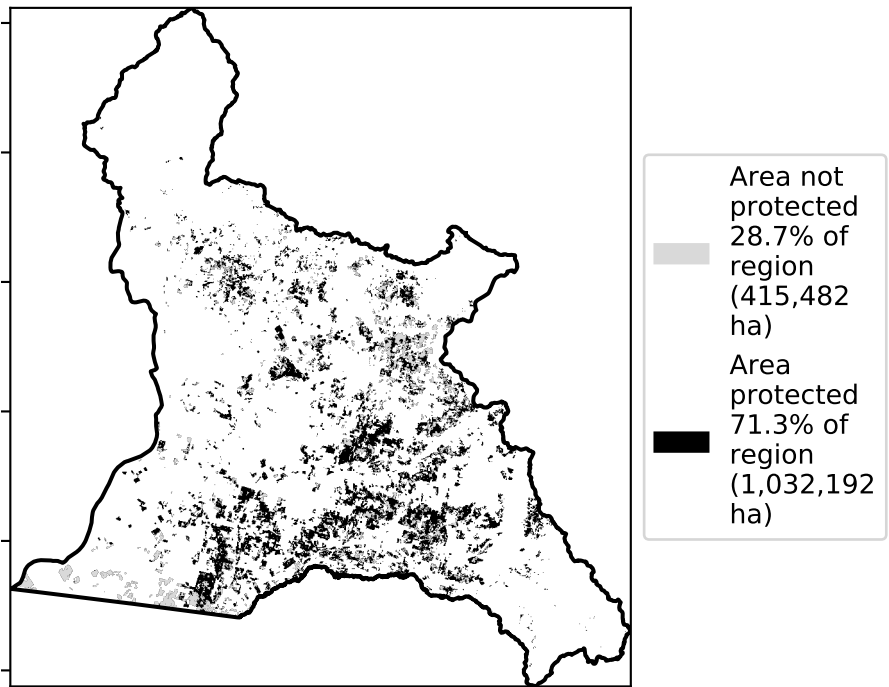 Area not
protected
28.7% of
region
(415,482
ha)
Area
protected
71.3% of
region
(1,032,192
ha)